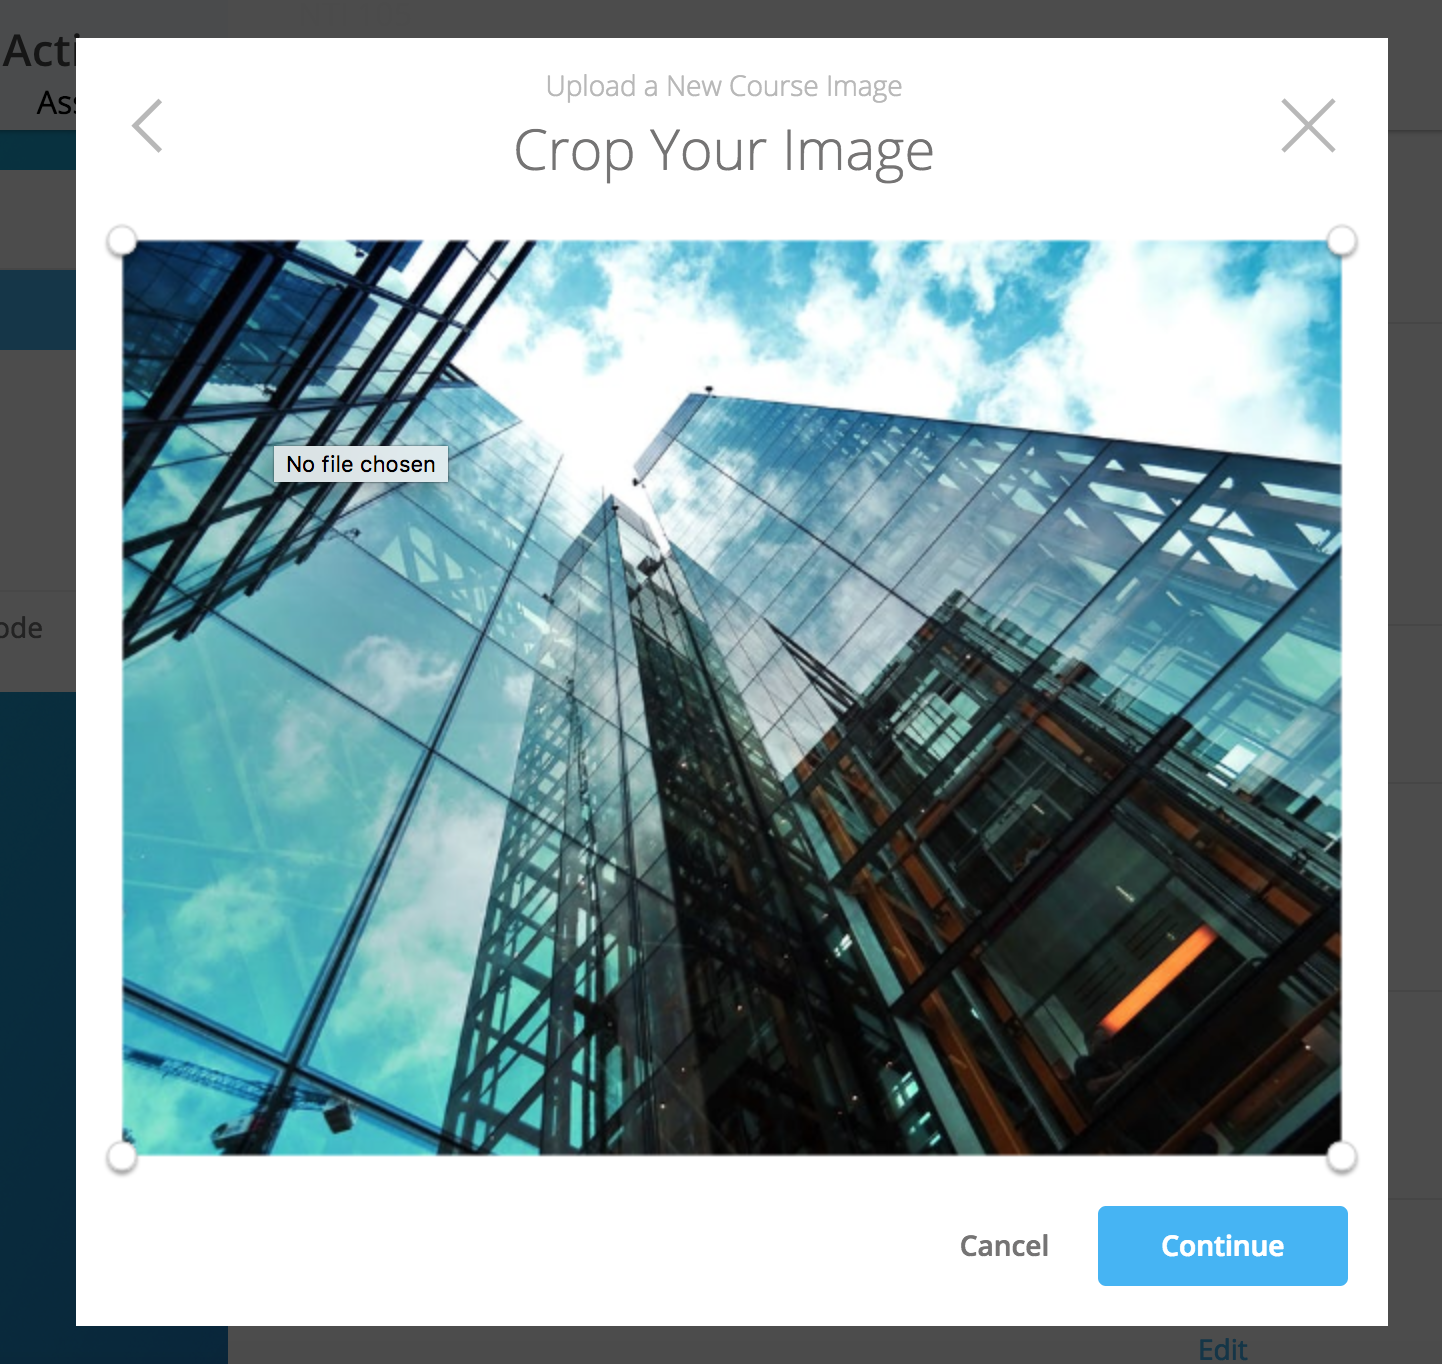 Acti
Ass
Upload a New Course Image
Crop Your Image
No file chosen
ode
Cancel
Continue
Edit